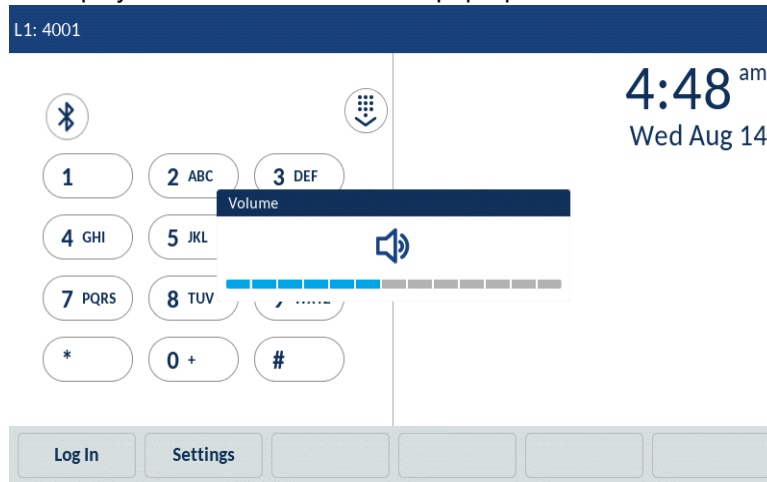 L1: 4001
4:48 am
Wed Aug 14
1
2 ABC
3 DEF
Volume
4 GHI
5 JKL
7 PQRS
8 TUV
*
0 +
#
Log In
Settings